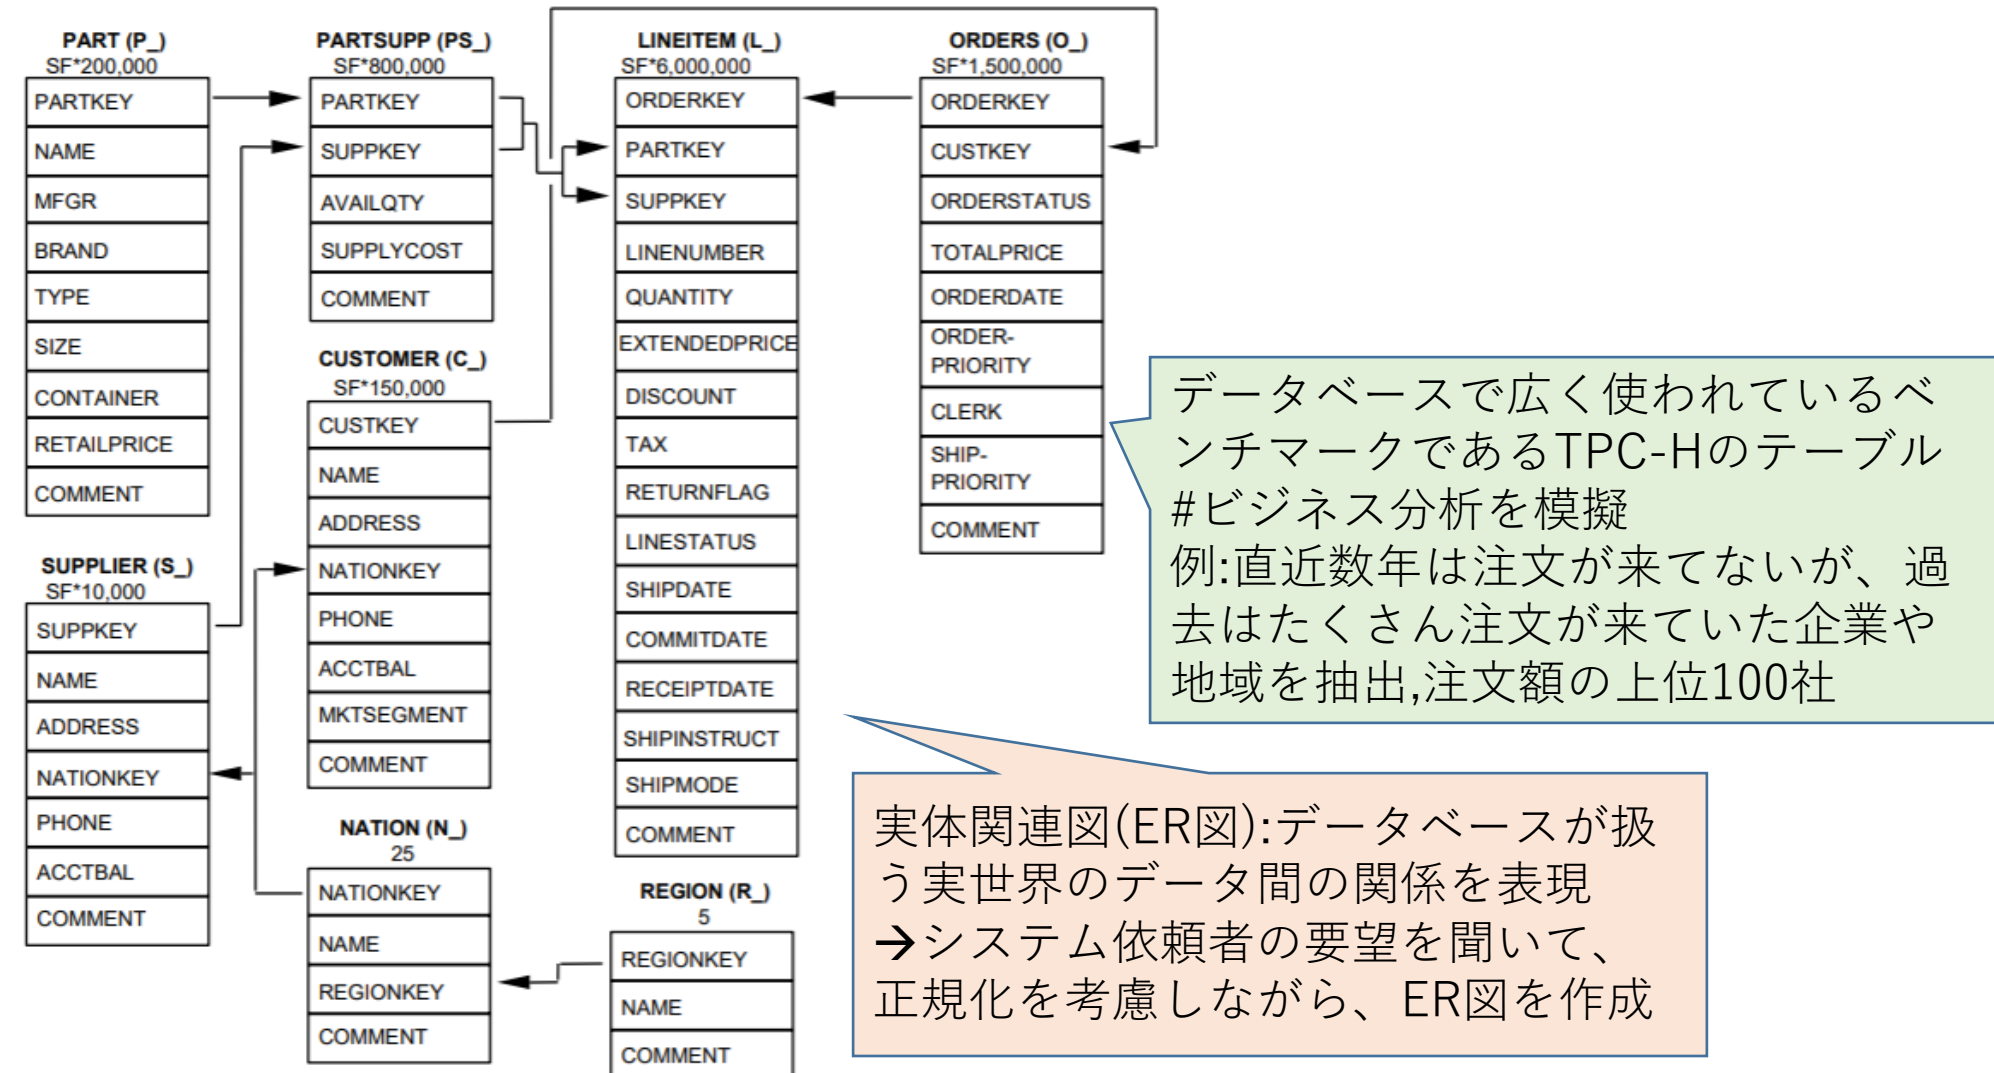 PART (P_)
SF*200,000
PARTKEY
NAME
MFGR
BRAND
TYPE
SIZE
CONTAINER
RETAILPRICE
COMMENT
SUPPLIER (S_)
SF*10,000
SUPPKEY
NAME
ADDRESS
NATIONKEY
PHONE
ACCTBAL
COMMENT
PARTSUPP (PS_)
SF*800,000
PARTKEY
SUPPKEY
AVAILQTY
SUPPLYCOST
COMMENT
CUSTOMER (C_)
SF*150,000
CUSTKEY
NAME
ADDRESS
NATIONKEY
PHONE
ACCTBAL
MKTSEGMENT
COMMENT
NATION (N_)
25
NATIONKEY
NAME
REGIONKEY
COMMENT
LINEITEM (L_)
SF*6,000,000
ORDERKEY
PARTKEY
SUPPKEY
LINENUMBER
QUANTITY
EXTENDEDPRICE
DISCOUNT
TAX
RETURNFLAG
LINESTATUS
SHIPDATE
COMMITDATE
RECEIPTDATE
SHIPINSTRUCT
SHIPMODE
COMMENT
REGION (R_)
5
REGIONKEY
NAME
COMMENT
ORDERS (O_)
SF*1,500,000
ORDERKEY
CUSTKEY
ORDERSTATUS
TOTALPRICE
ORDERDATE
ORDER-
PRIORITY
CLERK
SHIP-
PRIORITY
COMMENT
データベースで広く使われているベ
ンチマークであるTPC-Hのテーブル
#ビジネス分析を模擬
例:直近数年は注文が来てないが、過
去はたくさん注文が来ていた企業や
地域を抽出,注文額の上位100社
実体関連図(ER図):データベースが扱
う実世界のデータ間の関係を表現
→システム依頼者の要望を聞いて、
正規化を考慮しながら、ER図を作成